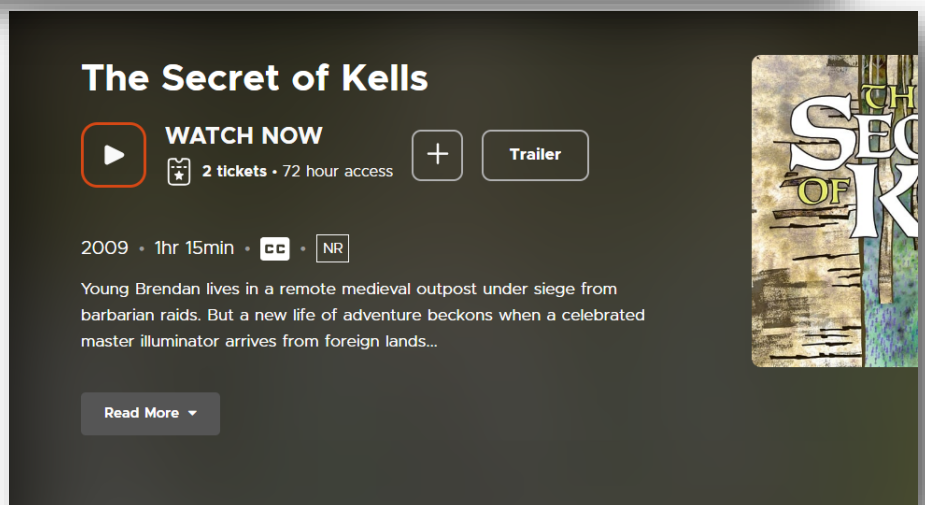 The Secret of Kells
WATCH NOW
2 tickets • 72 hour access
Trailer
2009 • 1hr 15min • CC • NR
Young Brendan lives in a remote medieval outpost under siege from
barbarian raids. But a new life of adventure beckons when a celebrated
master illuminator arrives from foreign lands...
Read More
OF